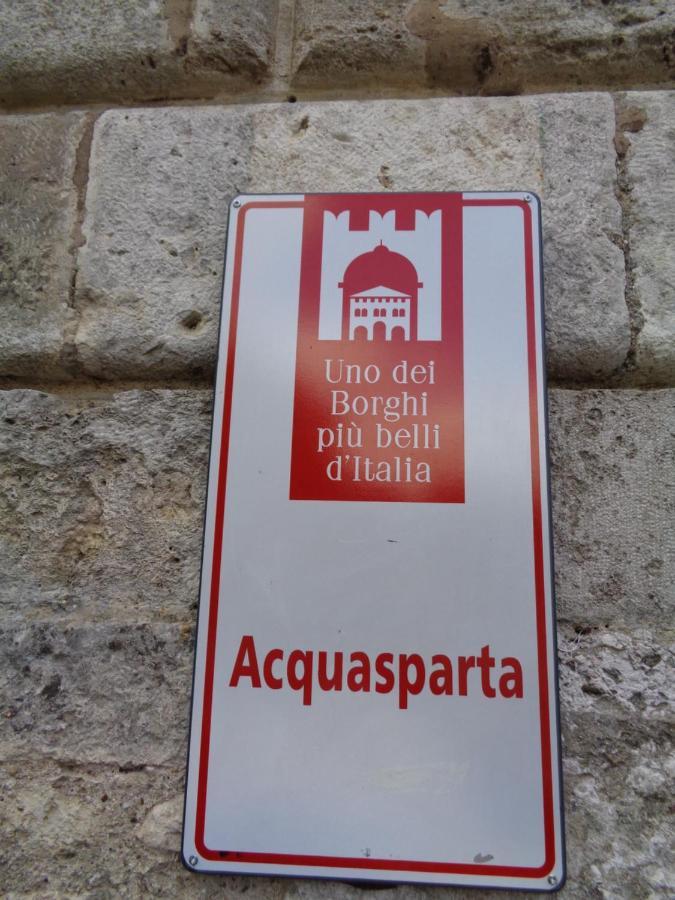 Uno dei
Borghi
più belli
d'Italia
Acquasparta